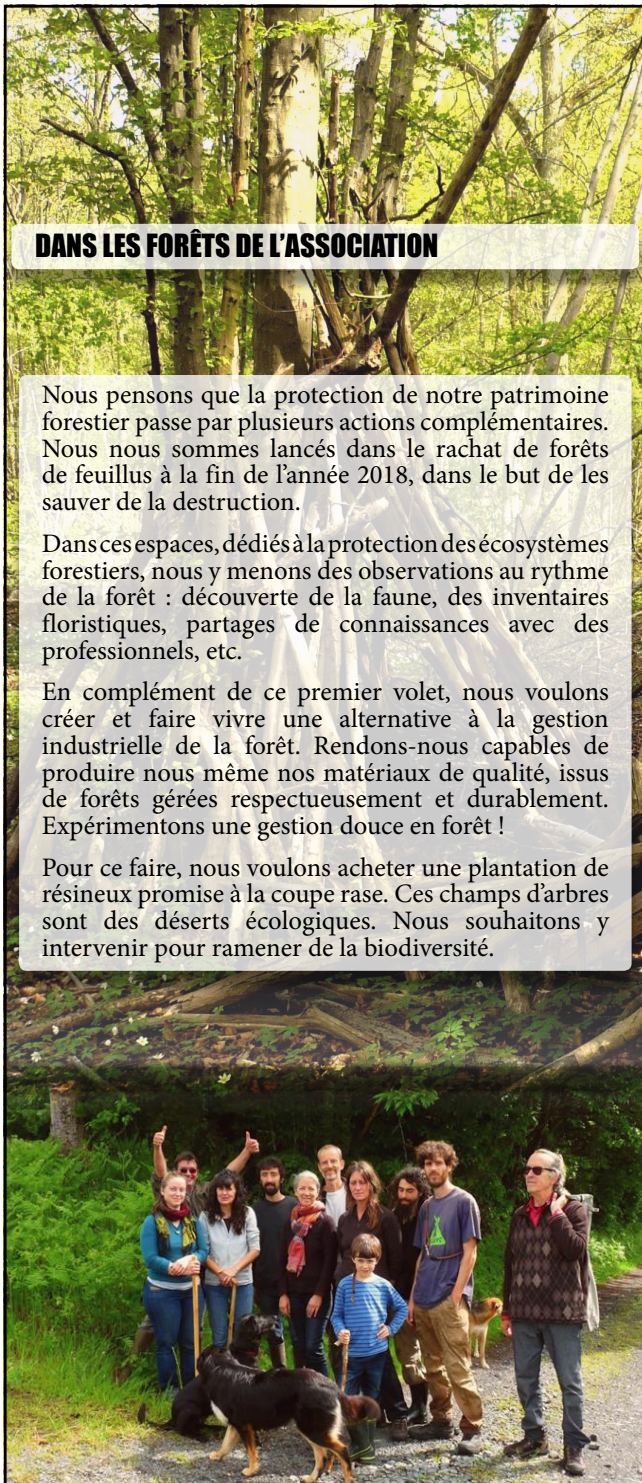 DANS LES FORÊTS DE L'ASSOCIATION
Nous pensons que la protection de notre patrimoine
forestier passe par plusieurs actions complémentaires.
Nous nous sommes lancés dans le rachat de forêts
de feuillus à la fin de l'année 2018, dans le but de les
sauver de la destruction.
Dans ces espaces, dédiés à la protection des écosystèmes
forestiers, nous y menons des observations au rythme
de la forêt : découverte de la faune, des inventaires
floristiques, partages de connaissances avec des
professionnels, etc.
En complément de ce premier volet, nous voulons
créer et faire vivre une alternative à la gestion
industrielle de la forêt. Rendons-nous capables de
produire nous même nos matériaux de qualité, issus
de forêts gérées respectueusement et durablement.
Expérimentons une gestion douce en forêt !
Pour ce faire, nous voulons acheter une plantation de
résineux promise à la coupe rase. Ces champs d'arbres
sont des déserts écologiques. Nous souhaitons y
intervenir pour ramener de la biodiversité.